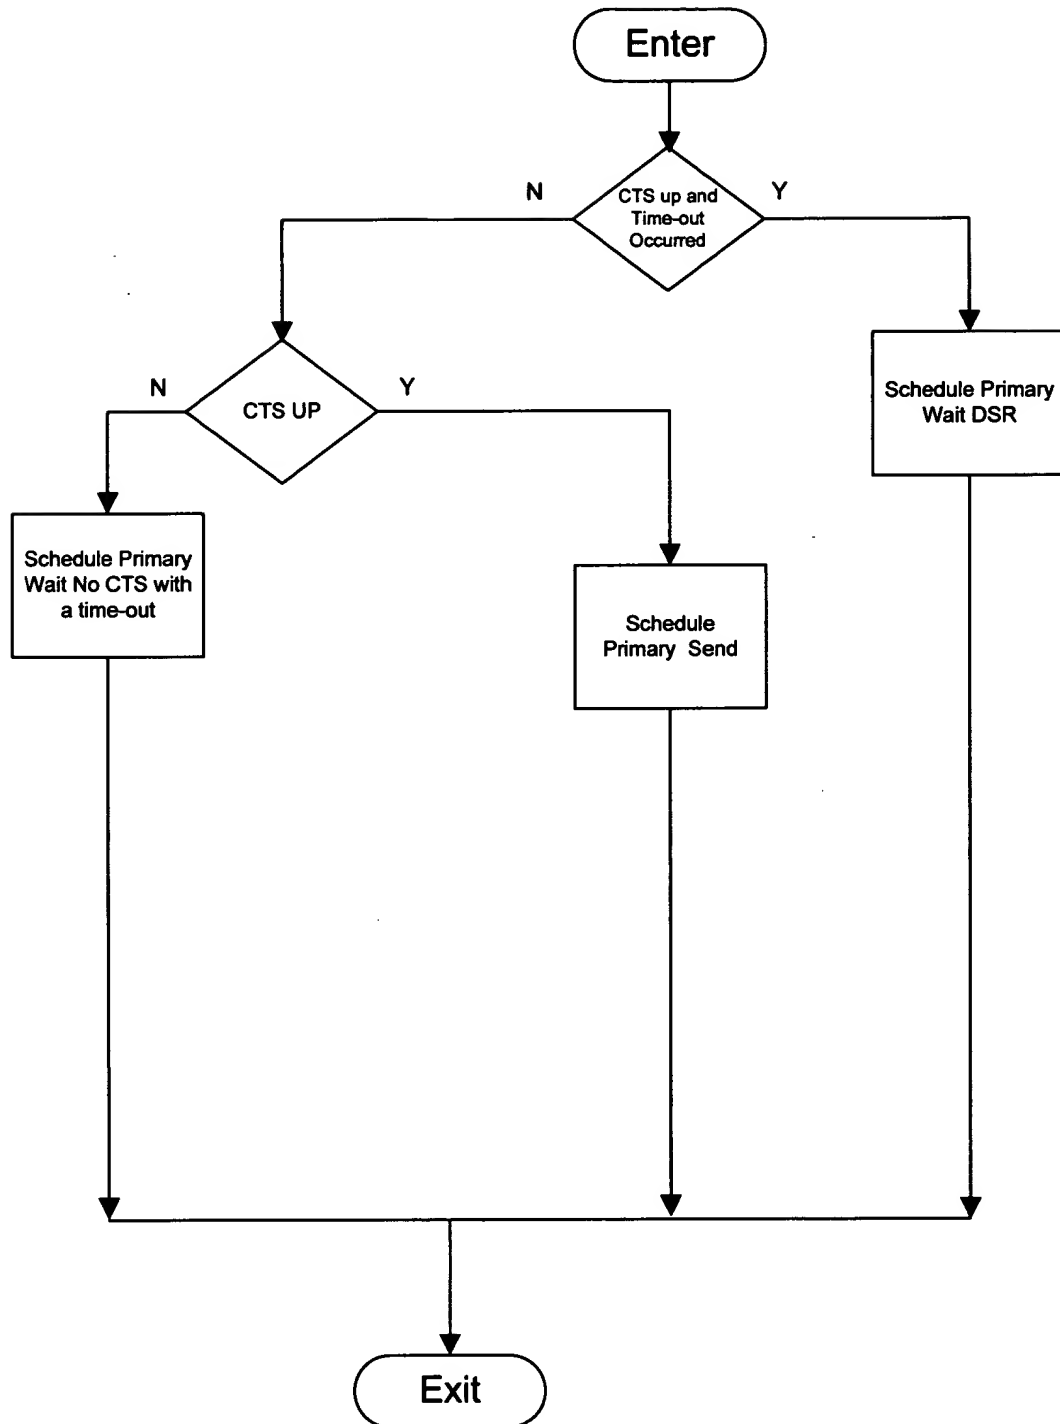 Enter
N
CTS up and
Time-out
Occurred
Y
N
CTS UP
Y
Schedule Primary
Wait DSR
Schedule Primary
Wait No CTS with
a time-out
Schedule
Primary Send
Exit